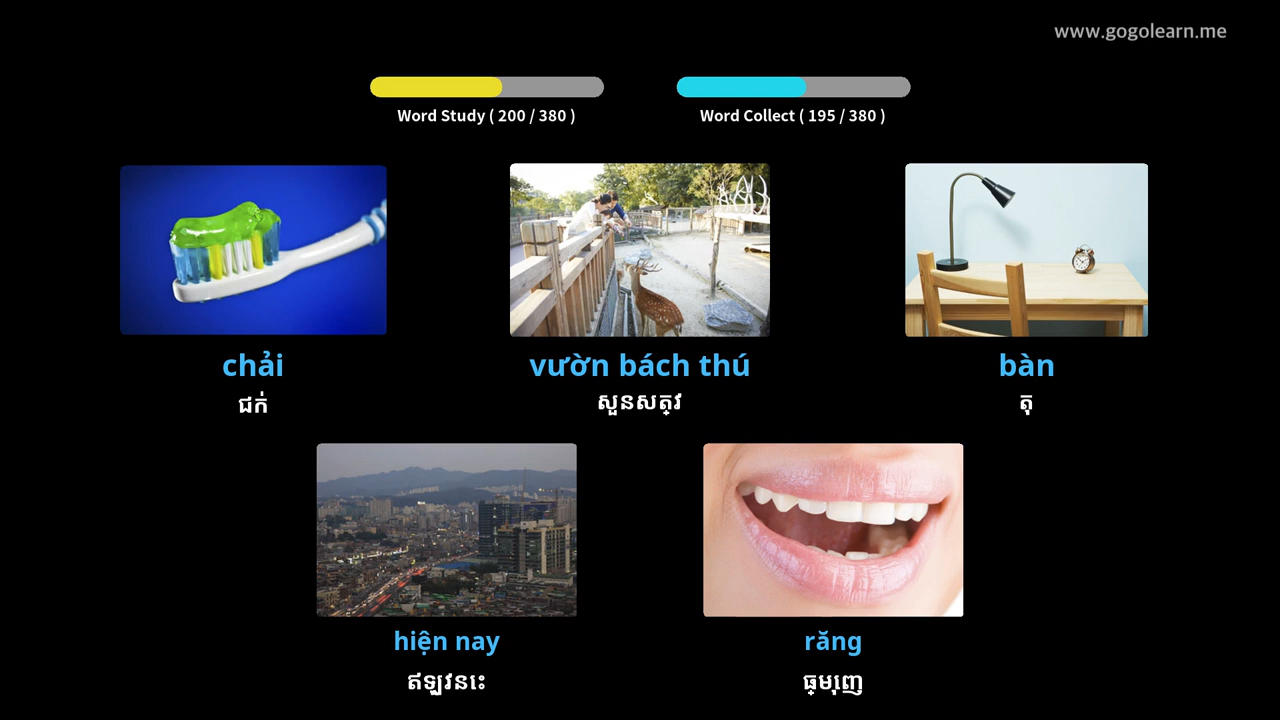 www.gogolearn.me
Word Study ( 200 / 380 )
Word Collect ( 195 / 380 )
chải
ជក់
vườn bách thú
សួនសត្វ
bàn
តុ
hiện nay
ឥឡូវនេះ
răng
ធ្មេញ